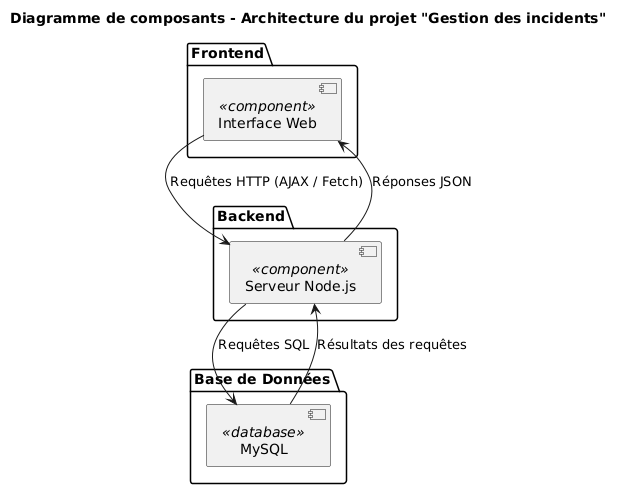 Diagramme de composants - Architecture du projet "Gestion des incidents"
Frontend
«component»
Interface Web
Requêtes HTTP (AJAX / Fetch)
Réponses JSON
Backend
«component»
Serveur Node.js
Requêtes SQL
Résultats des requêtes
Base de Données
«database»
MySQL